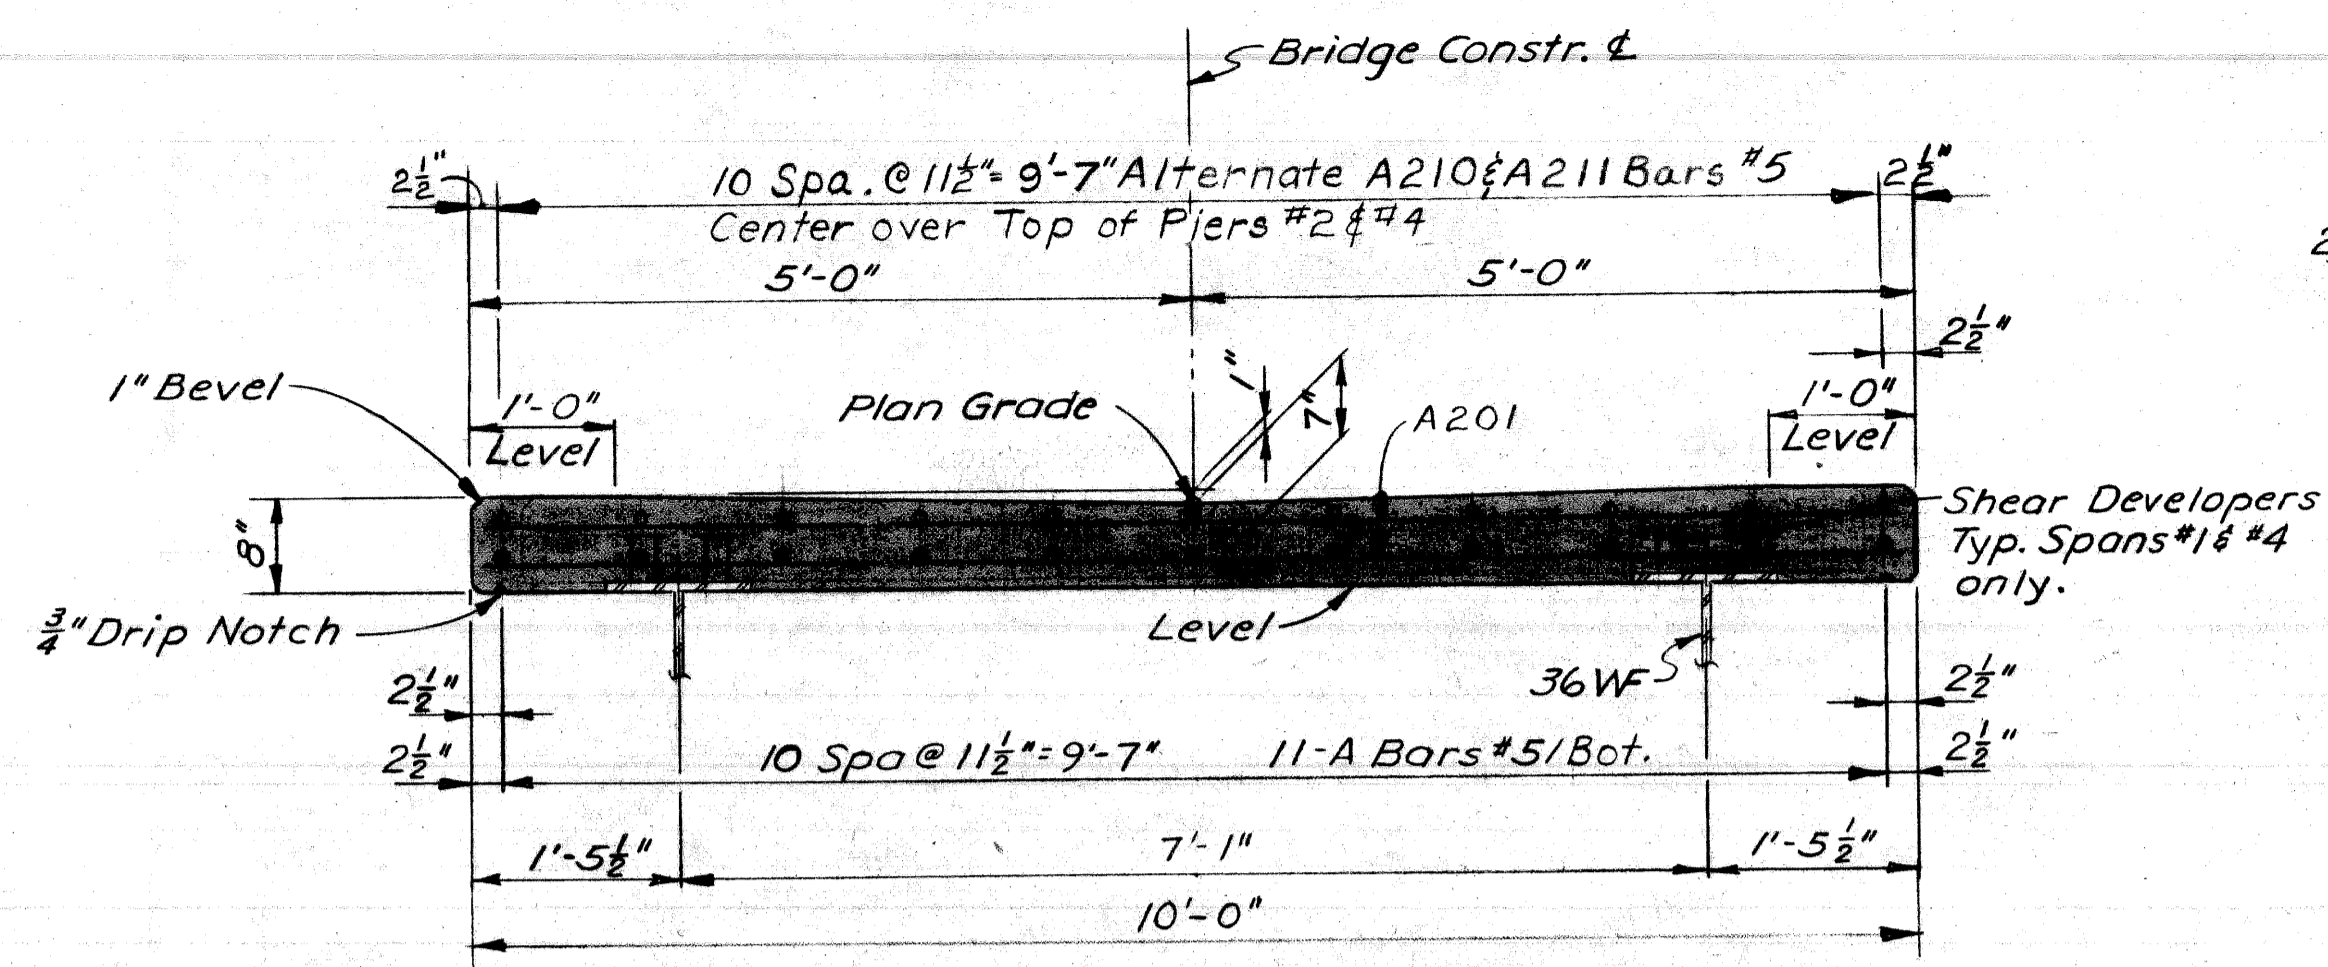 Bridge Constr. ℄
2½"
10 Spa. @ 11½"= 9'-7" Alternate A210 & A211 Bars #5
2½"
Center over Top of Piers #2 & #4
5'-0"
5'-0"
2½"
1" Bevel
1'-0"
Level
Plan Grade
1"
7"
A201
1'-0"
Level
8"
Shear Developers
Typ. Spans #1 & #4
only.
¾" Drip Notch
Level
36 WF
2½"
2½"
2½"
10 Spa @ 11½"= 9'-7"
11-A Bars #5/Bot.
2½"
1'-5½"
7'-1"
1'-5½"
10'-0"